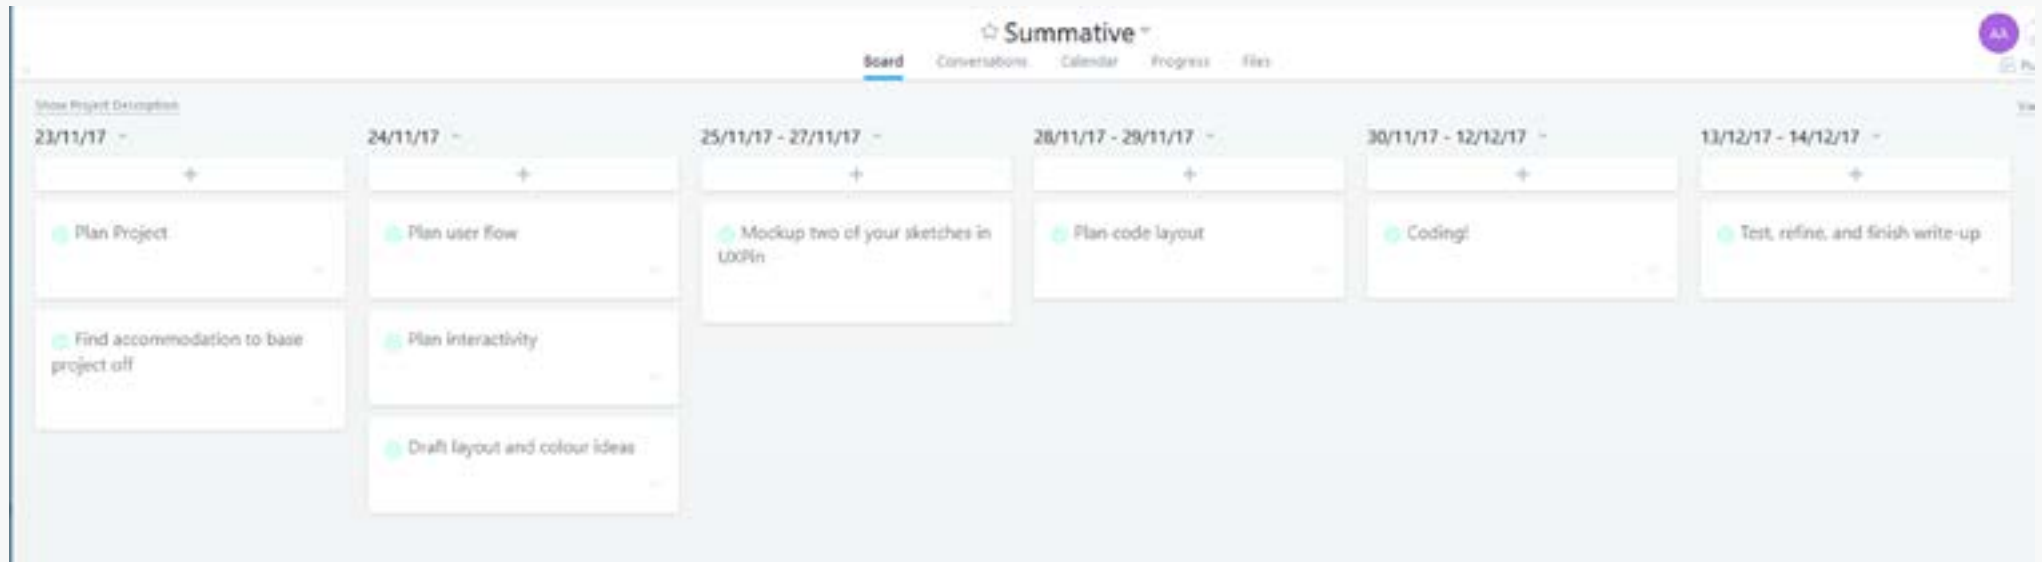 Summative
Board Conversations Calendar Progress Files
AA
Show Project Description
23/11/17
Plan Project
Find accommodation to base
project off
24/11/17
Plan user flow
Plan interactivity
Draft layout and colour ideas
25/11/17 - 27/11/17
Mockup two of your sketches in
UXPin
28/11/17 - 29/11/17
Plan code layout
30/11/17 - 12/12/17
Coding!
13/12/17 - 14/12/17
Test, refine, and finish write-up